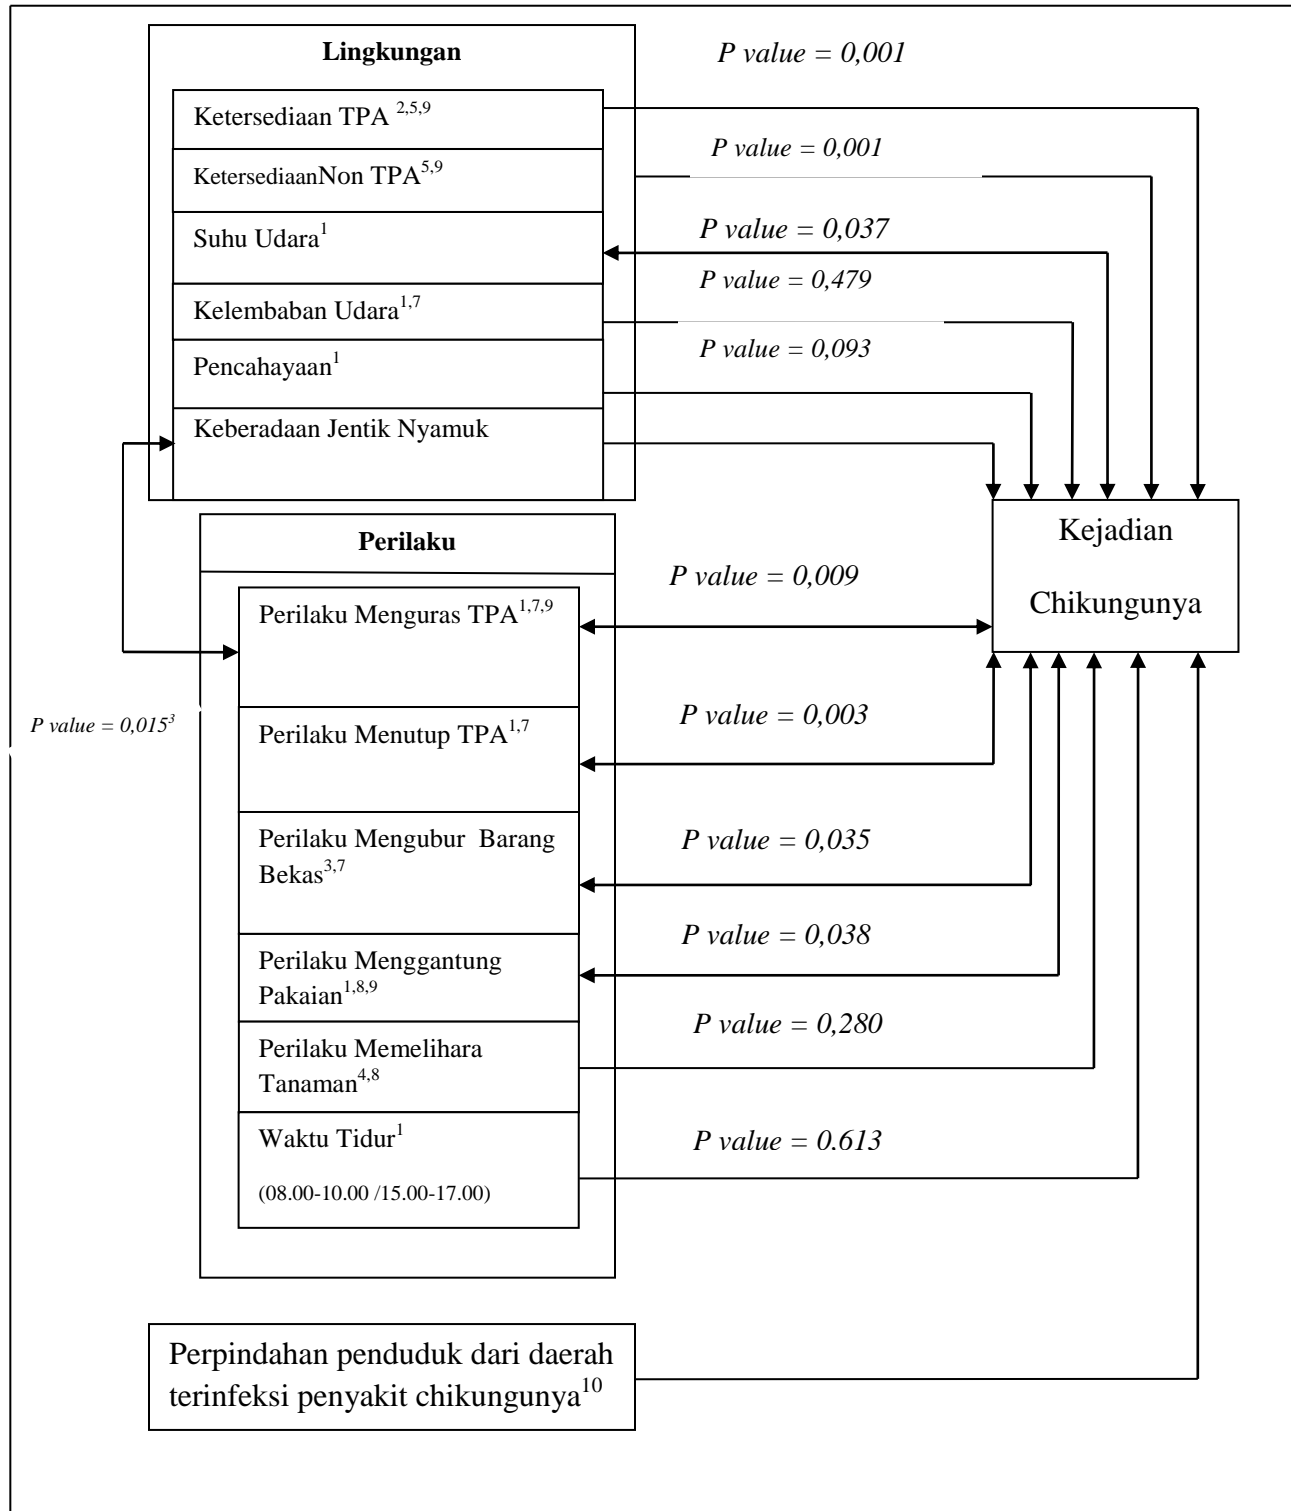 Lingkungan
P value = 0,001
Ketersediaan TPA 2,5,9
P value = 0,001
KetersediaanNon TPA5,9
P value = 0,037
Suhu Udara1
P value = 0,479
Kelembaban Udara1,7
P value = 0,093
Pencahayaan1
Keberadaan Jentik Nyamuk
Kejadian
Chikungunya
Perilaku
P value = 0,009
Perilaku Menguras TPA1,7,9
P value = 0,0153
P value = 0,003
Perilaku Menutup TPA1,7
Perilaku Mengubur Barang
Bekas3,7
P value = 0,035
P value = 0,038
Perilaku Menggantung
Pakaian1,8,9
P value = 0,280
Perilaku Memelihara
Tanaman4,8
Waktu Tidur1
P value = 0.613
(08.00-10.00 /15.00-17.00)
Perpindahan penduduk dari daerah
terinfeksi penyakit chikungunya10